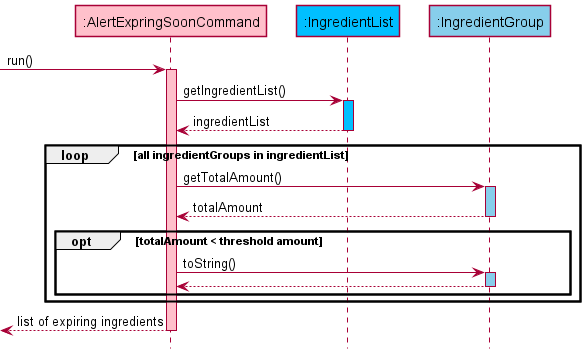 :AlertExpringSoonCommand
:IngredientList
:IngredientGroup
run()
getIngredientList()
ingredientList
loop [all ingredientGroups in ingredientList]
getTotalAmount()
totalAmount
opt [totalAmount < threshold amount]
toString()
list of expiring ingredients